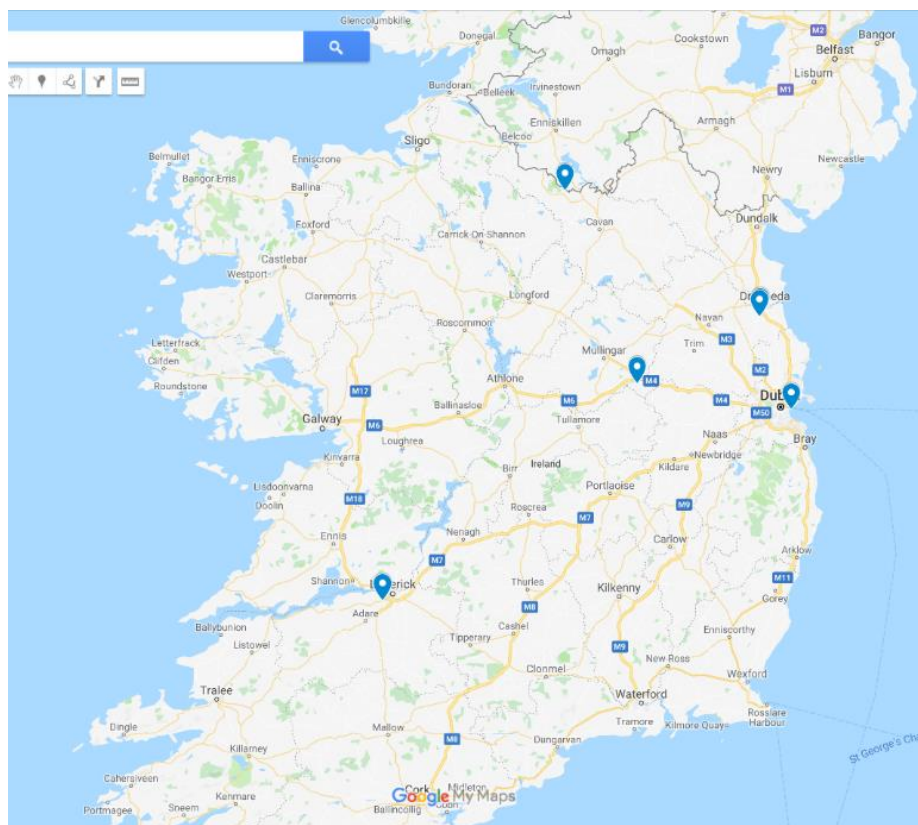 Glencolumbkille
Donegal
Omagh
Cookstown
M2
Bangor
Belfast
Lisburn
Bundoran
Belleek
Irvinestown
M1
Enniskillen
Armagh
Sligo
Belcoo
Newcastle
Belmullet
Enniscrone
Newry
Bangor Erris
Ballina
Foxford
Cavan
Dundalk
Carrick-On-Shannon
Castlebar
Westport
Claremorris
Longford
Navan
Roscommon
M3
Letterfrack
Clifden
Mullingar
Trim
Roundstone
Athlone
M4
M2
M17
Ballinasloe
M6
M4
M50
Galway
M6
Tullamore
Naas
Bray
Loughrea
Kinvarra
Birr
Ireland
Newbridge
Kildare
Lisdoonvarna
Doolin
M18
Portlaoise
Roscrea
M9
M7
Ennis
Nenagh
Carlow
Arklow
M7
Shannon
Thurles
Kilkenny
M11
Gorey
Adare
M8
Ballybunion
Cashel
Enniscorthy
Listowel
Tipperary
M9
New Ross
Clonmel
Tralee
Waterford
Wexford
Rosslare
Harbour
Dingle
Mallow
Tramore
Kilmore Quay
M8
Dungarvan
Killarney
Cahersiveen
Cork
Google My Maps
Portmagee
Sneem
Kenmare
Ballincollig